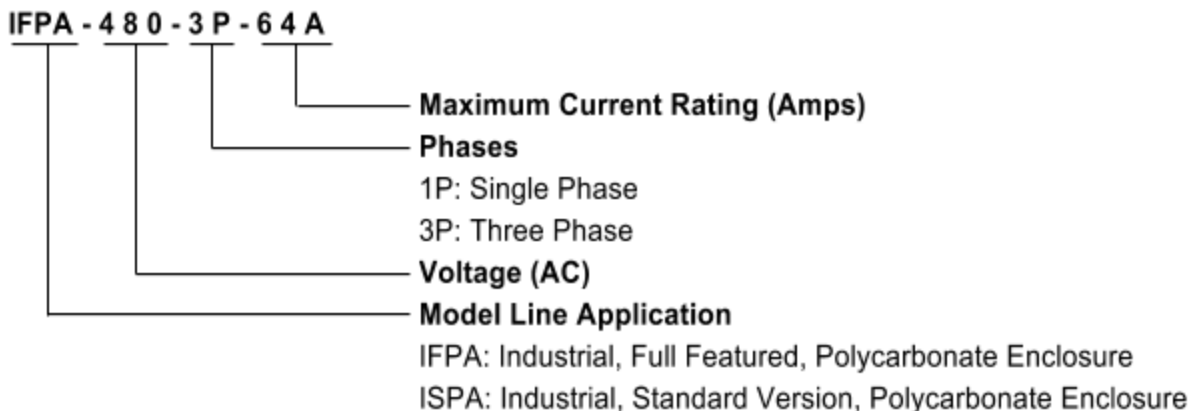 IFPA - 4 8 0 - 3 P - 6 4 A
Maximum Current Rating (Amps)
Phases
1P: Single Phase
3P: Three Phase
Voltage (AC)
Model Line Application
IFPA: Industrial, Full Featured, Polycarbonate Enclosure
ISPA: Industrial, Standard Version, Polycarbonate Enclosure